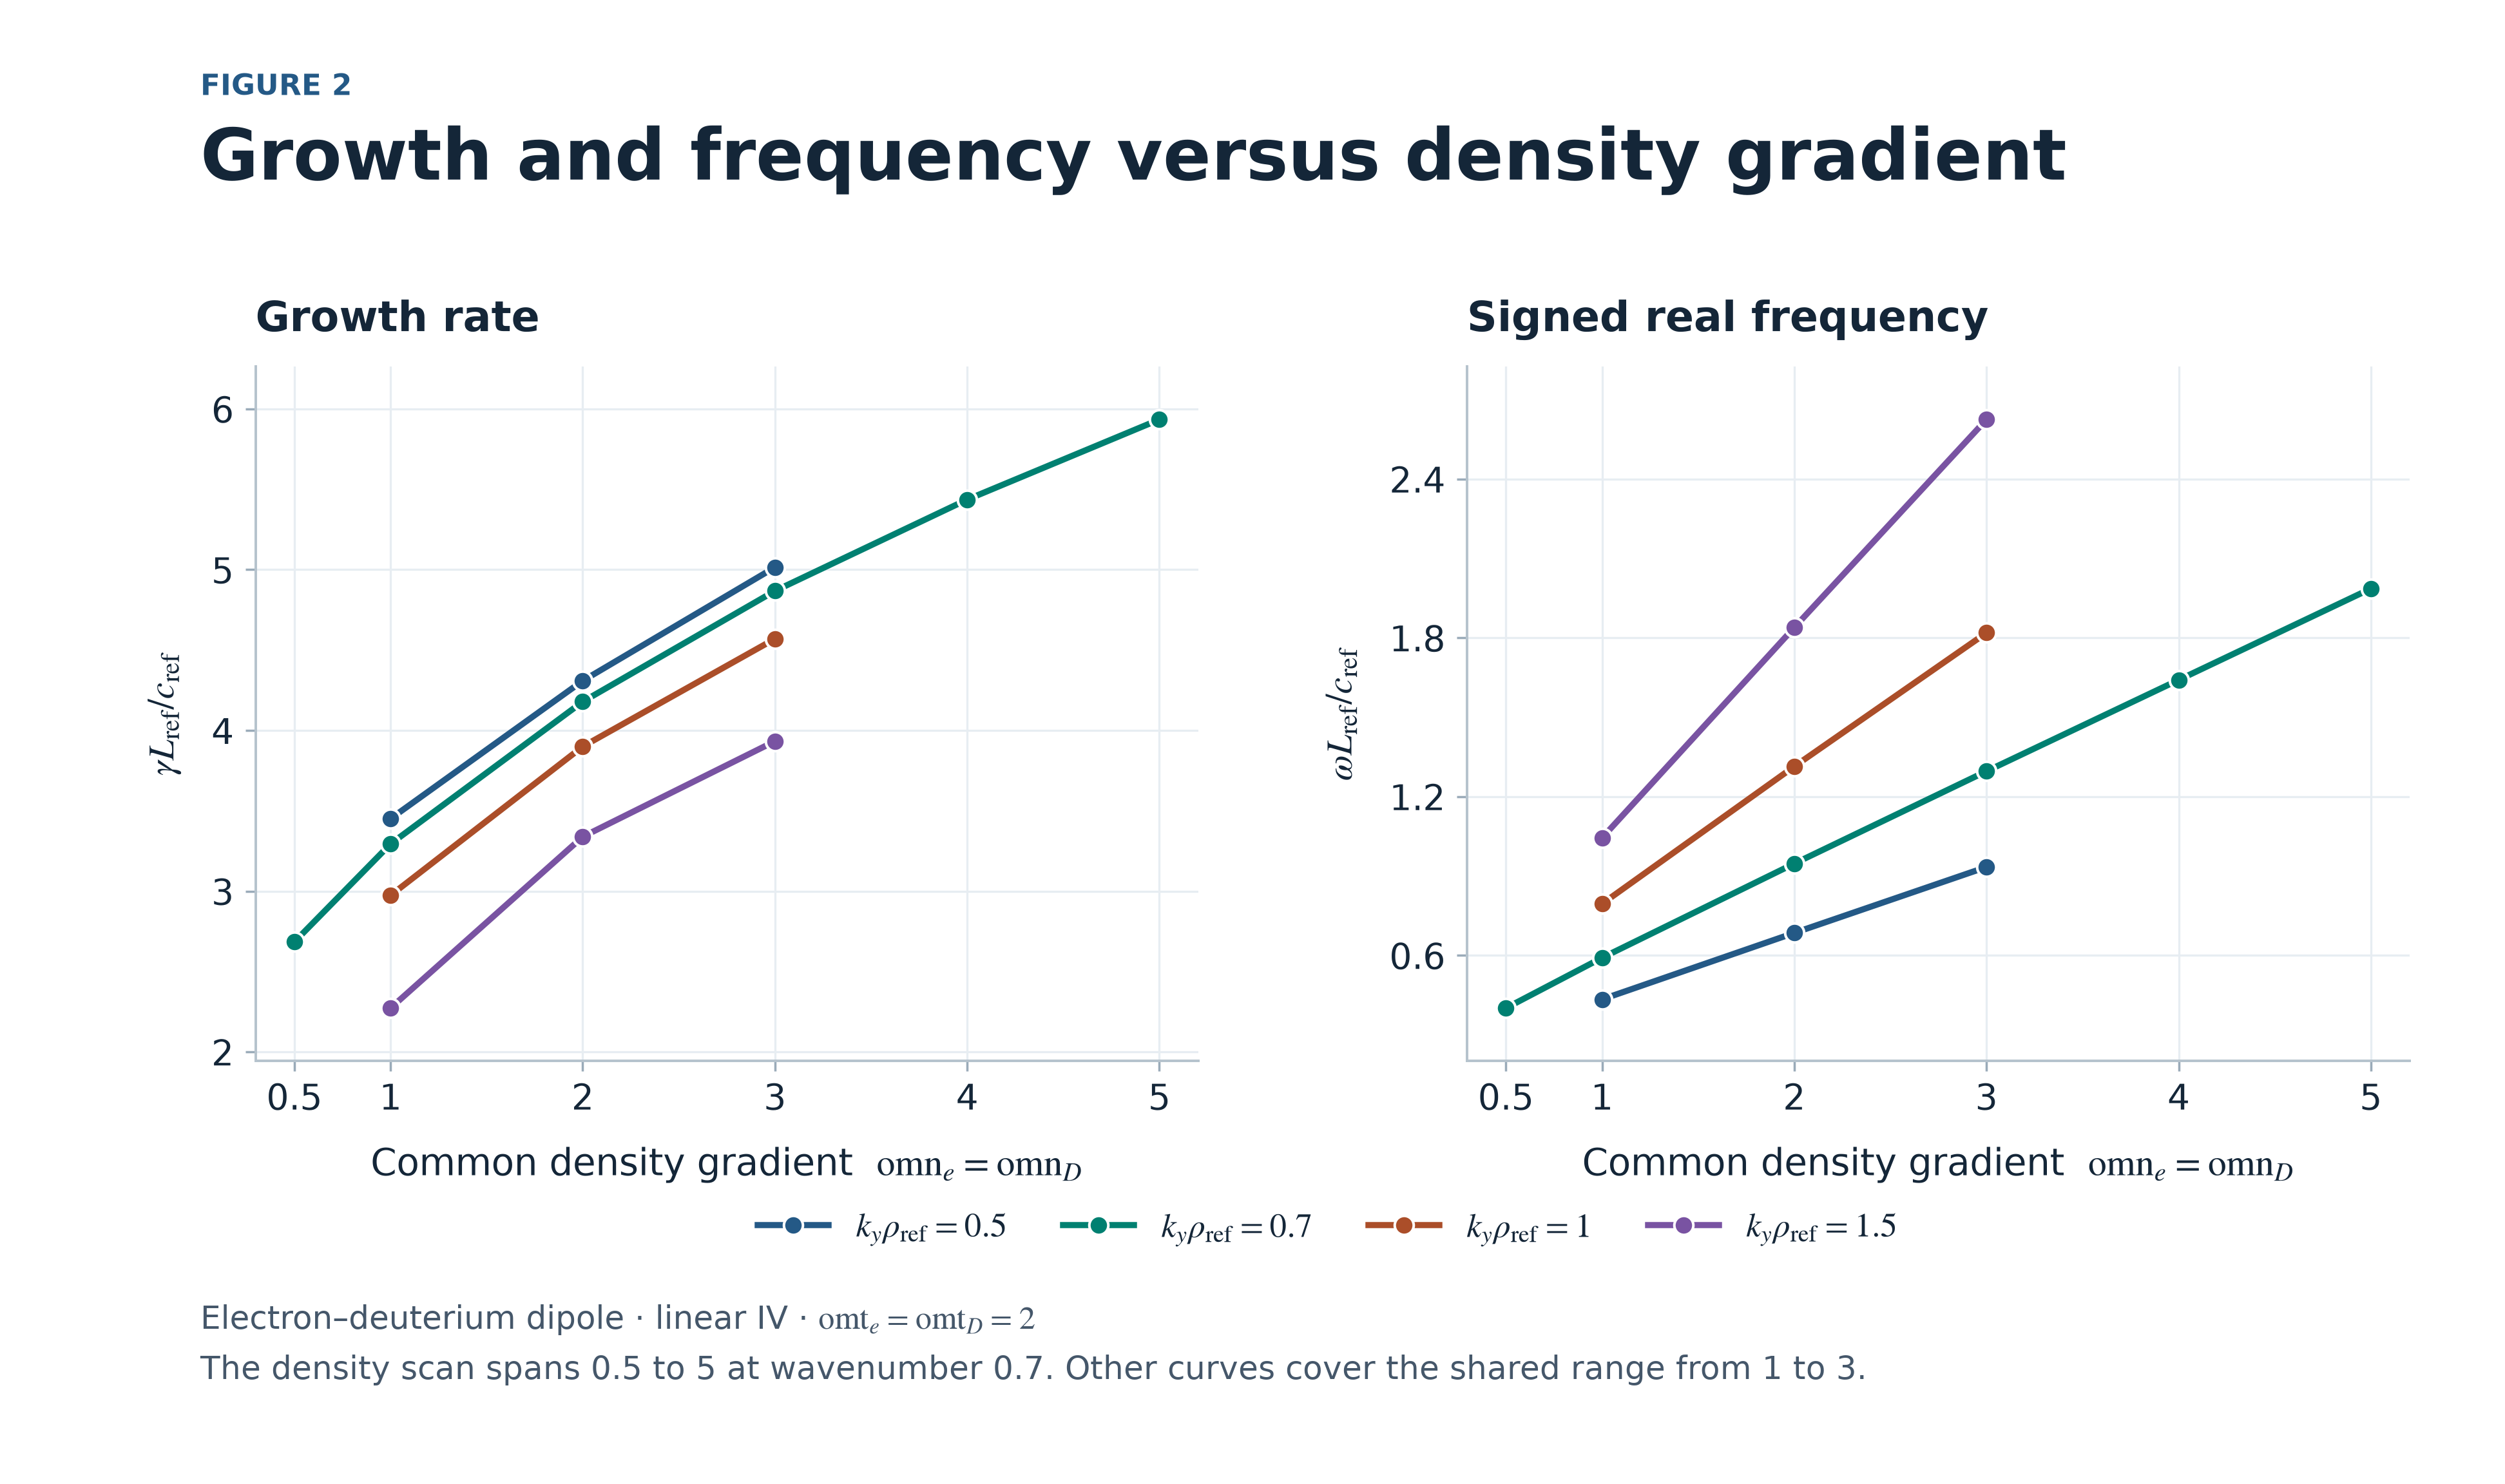 FIGURE 2
Growth and frequency versus density gradient
Growth rate
6
5
4
3
2
γL_ref/c_ref
0.5 1 2 3 4 5
Common density gradient omn_e = omn_D
Signed real frequency
2.4
1.8
1.2
0.6
ωL_ref/c_ref
0.5 1 2 3 4 5
Common density gradient omn_e = omn_D
k_yρ_ref = 0.5 k_yρ_ref = 0.7 k_yρ_ref = 1 k_yρ_ref = 1.5
Electron–deuterium dipole · linear IV · omt_e = omt_D = 2
The density scan spans 0.5 to 5 at wavenumber 0.7. Other curves cover the shared range from 1 to 3.